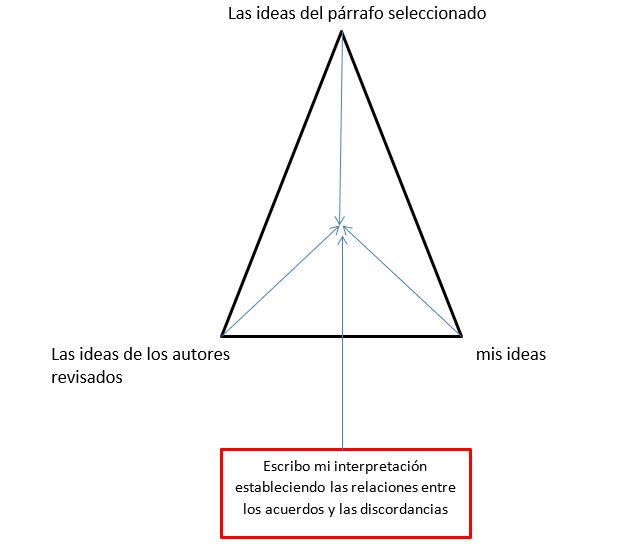 Las ideas del párrafo seleccionado
Las ideas de los autores
revisados
mis ideas
Escribo mi interpretación
estableciendo las relaciones entre
los acuerdos y las discordancias